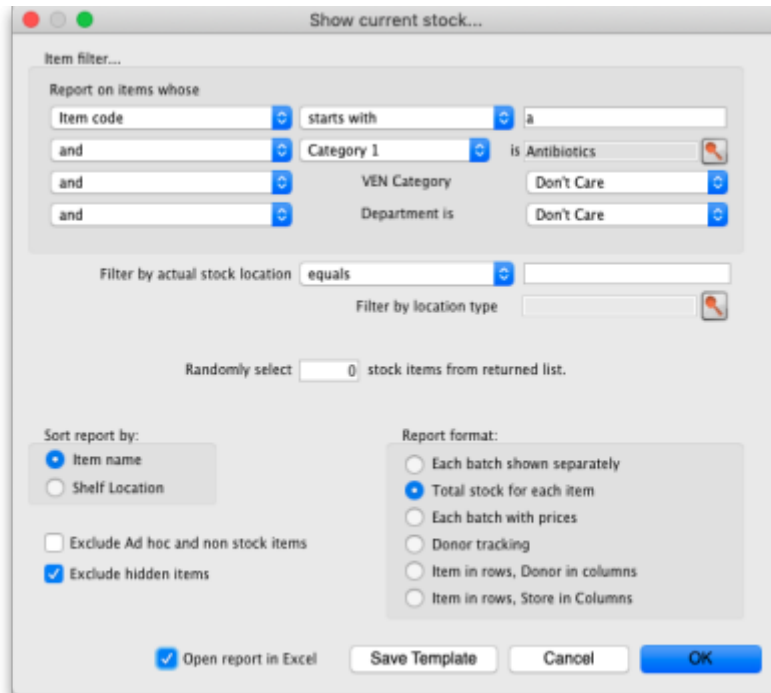 Show current stock...
Item filter...
Report on items whose
Item code starts with a
and Category 1 is Antibiotics
and VEN Category Don't Care
and Department is Don't Care
Filter by actual stock location equals
Filter by location type
Randomly select 0 stock items from returned list.
Sort report by:
Item name
Shelf Location
Exclude Ad hoc and non stock items
Exclude hidden items
Report format:
Each batch shown separately
Total stock for each item
Each batch with prices
Donor tracking
Item in rows, Donor in columns
Item in rows, Store in Columns
Open report in Excel Save Template Cancel OK